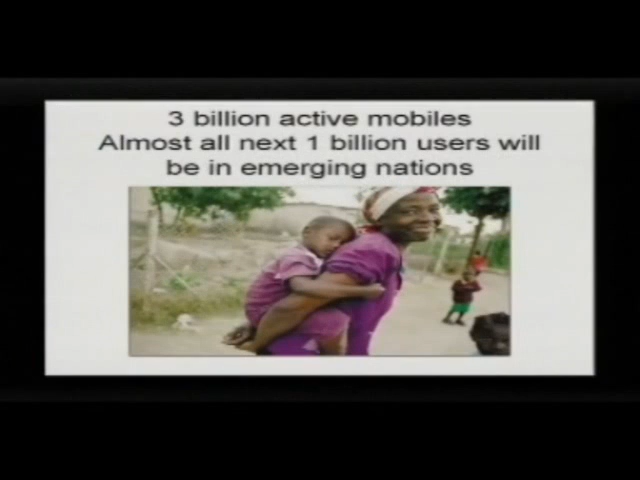 3 billion active mobiles
Almost all next 1 billion users will
be in emerging nations